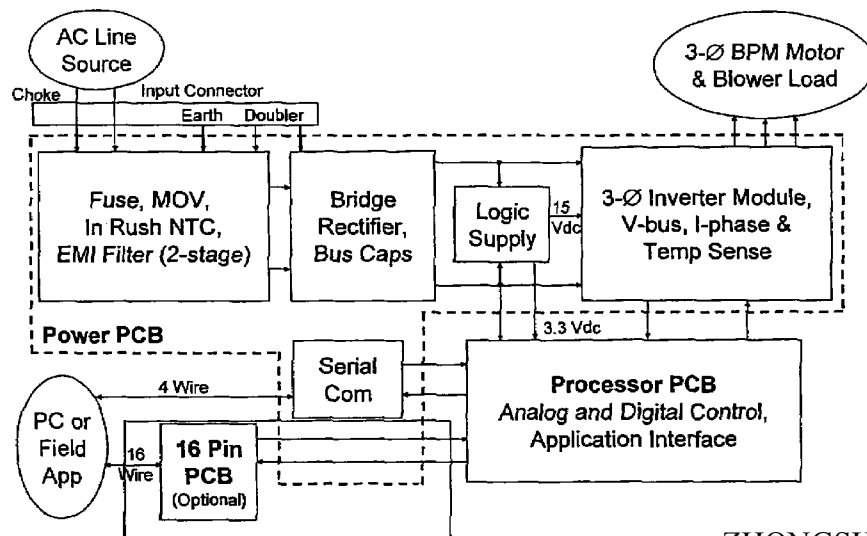 AC Line
Source
3-Ø BPM Motor
& Blower Load
Choke
Input Connector
Earth
Doubler
Fuse, MOV,
In Rush NTC,
EMI Filter (2-stage)
Bridge
Rectifier,
Bus Caps
Logic
Supply
15
Vdc
3-Ø Inverter Module,
V-bus, I-phase &
Temp Sense
Power PCB
3.3 Vdc
4 Wire
Serial
Com
Processor PCB
Analog and Digital Control,
Application Interface
PC or
Field
App
16
Wire
16 Pin
PCB
(Optional)